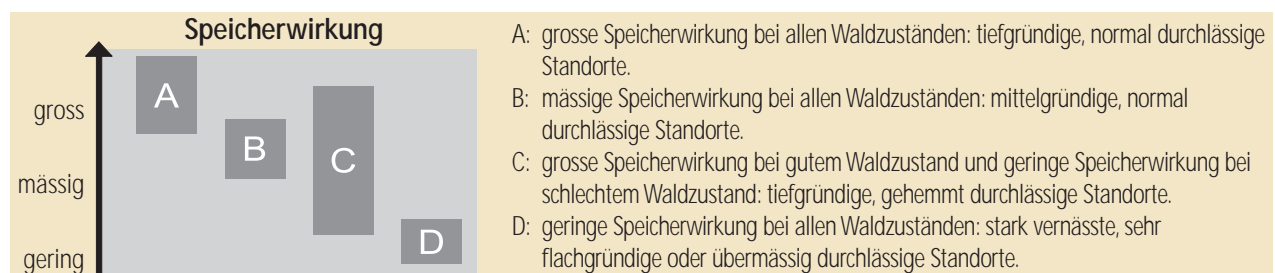 Speicherwirkung
gross
mässig
gering
A
B
C
D
A: grosse Speicherwirkung bei allen Waldzuständen: tiefgründige, normal durchlässige
Standorte.
B: mässige Speicherwirkung bei allen Waldzuständen: mittelgründige, normal
durchlässige Standorte.
C: grosse Speicherwirkung bei gutem Waldzustand und geringe Speicherwirkung bei
schlechtem Waldzustand: tiefgründige, gehemmt durchlässige Standorte.
D: geringe Speicherwirkung bei allen Waldzuständen: stark vernässte, sehr
flachgründige oder übermässig durchlässige Standorte.